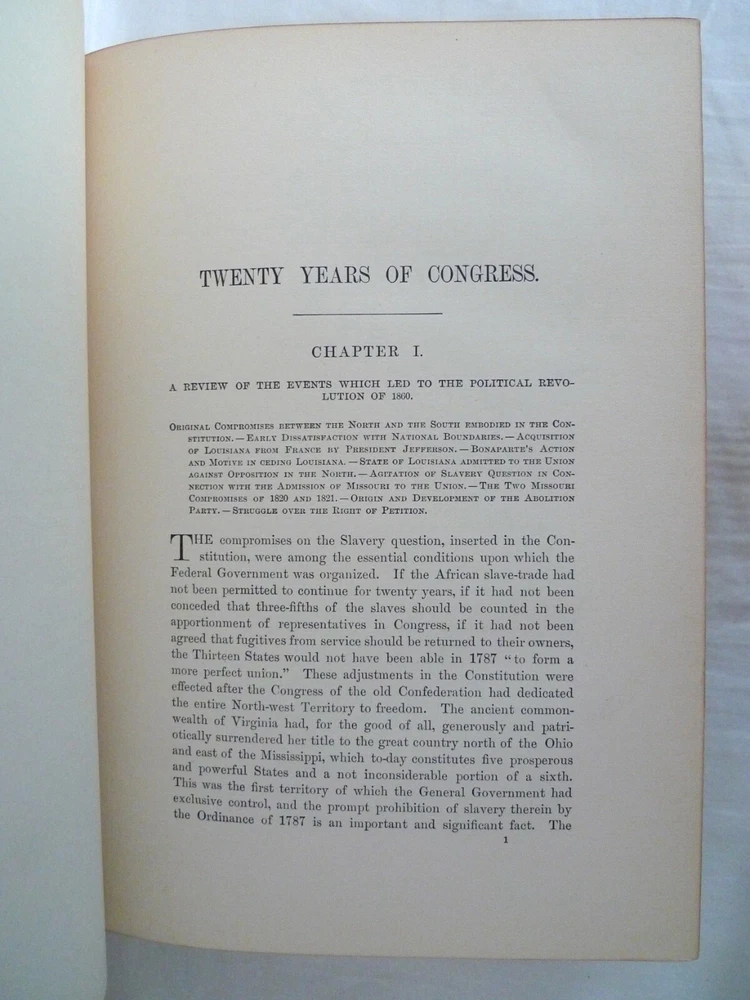 TWENTY YEARS OF CONGRESS.
CHAPTER I.
A REVIEW OF THE EVENTS WHICH LED TO THE POLITICAL REVO-
LUTION OF 1860.
Original Compromises between the North and the South embodied in the Con-
stitution.—Early Dissatisfaction with National Boundaries.—Acquisition
of Louisiana from France by President Jefferson.—Bonaparte's Action
and Motive in ceding Louisiana.—State of Louisiana admitted to the Union
against Opposition in the North.—Agitation of Slavery Question in Con-
nection with the Admission of Missouri to the Union.—The Two Missouri
Compromises of 1820 and 1821.—Origin and Development of the Abolition
Party.—Struggle over the Right of Petition.
THE compromises on the Slavery question, inserted in the Con-
stitution, were among the essential conditions upon which the
Federal Government was organized. If the African slave-trade had
not been permitted to continue for twenty years, if it had not been
conceded that three-fifths of the slaves should be counted in the
apportionment of representatives in Congress, if it had not been
agreed that fugitives from service should be returned to their owners,
the Thirteen States would not have been able in 1787 "to form a
more perfect union." These adjustments in the Constitution were
effected after the Congress of the old Confederation had dedicated
the entire North-west Territory to freedom. The ancient common-
wealth of Virginia had, for the good of all, generously and patri-
otically surrendered her title to the great country north of the Ohio
and east of the Mississippi, which to-day constitutes five prosperous
and powerful States and a not inconsiderable portion of a sixth.
This was the first territory of which the General Government had
exclusive control, and the prompt prohibition of slavery therein by
the Ordinance of 1787 is an important and significant fact. The
1